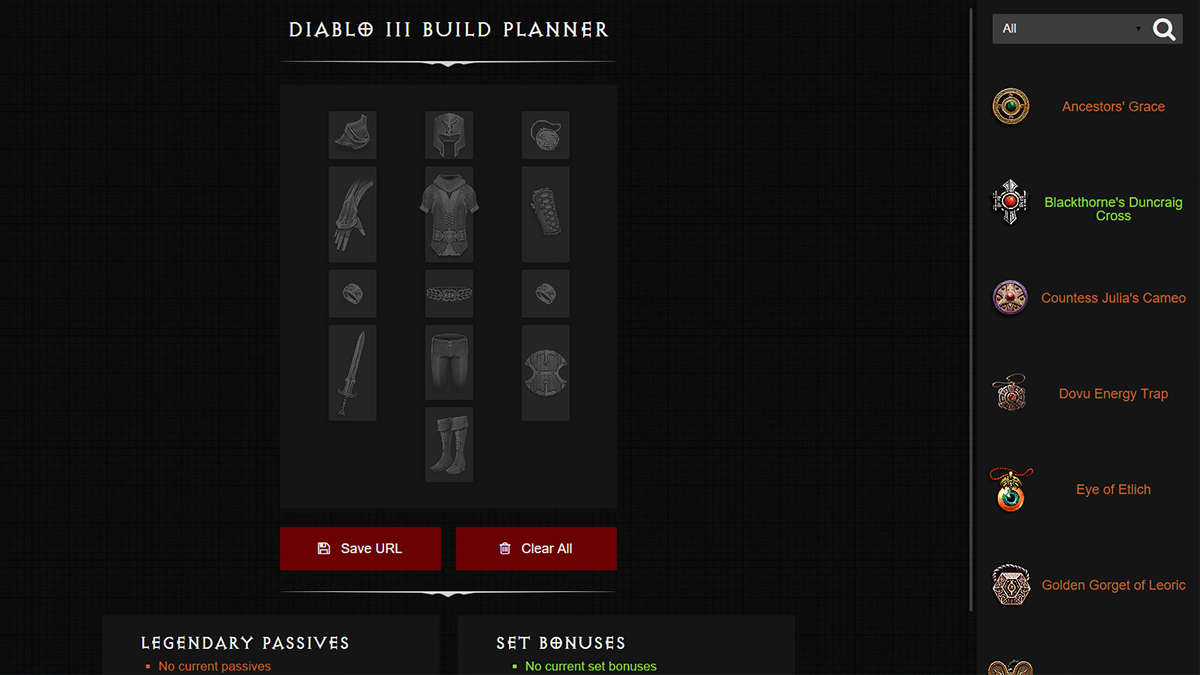 DIABLO III BUILD PLANNER
All
Ancestors' Grace
Blackthorne's Duncraig
Cross
Countess Julia's Cameo
Dovu Energy Trap
Eye of Etlich
Golden Gorget of Leoric
Save URL
Clear All
LEGENDARY PASSIVES
No current passives
SET BONUSES
No current set bonuses